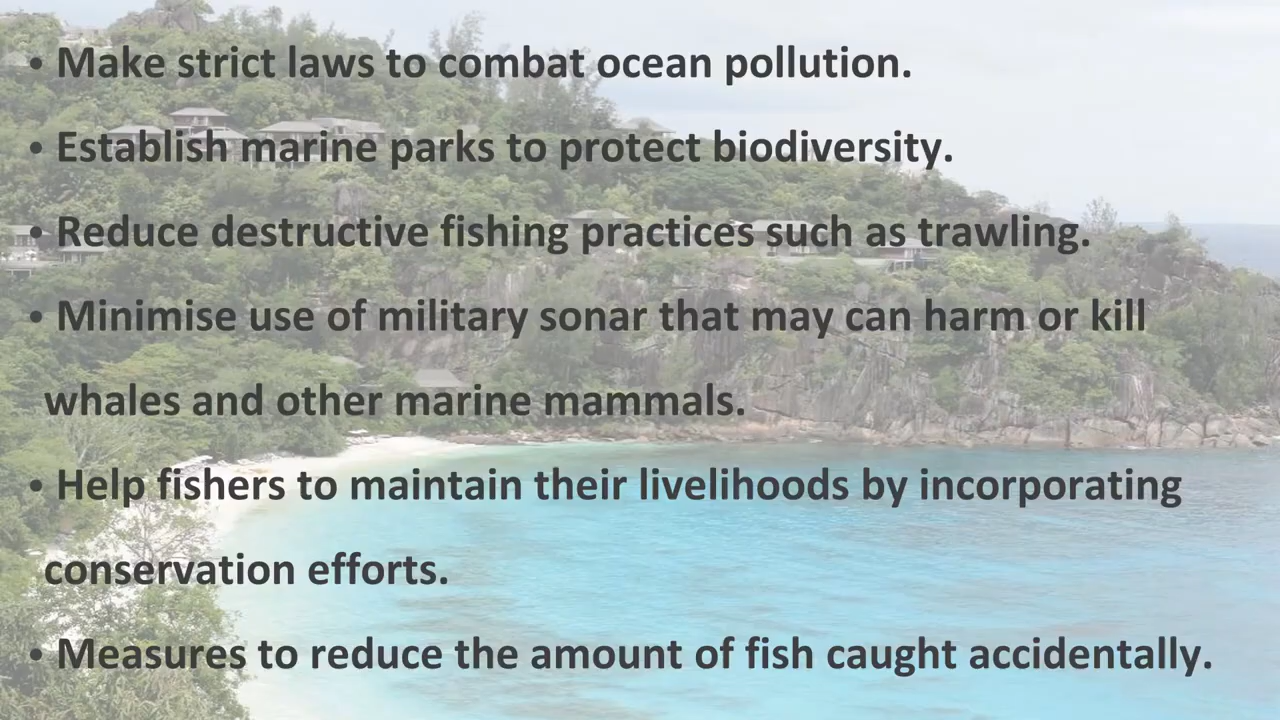 • Make strict laws to combat ocean pollution.
• Establish marine parks to protect biodiversity.
• Reduce destructive fishing practices such as trawling.
• Minimise use of military sonar that may can harm or kill
whales and other marine mammals.
• Help fishers to maintain their livelihoods by incorporating
conservation efforts.
• Measures to reduce the amount of fish caught accidentally.